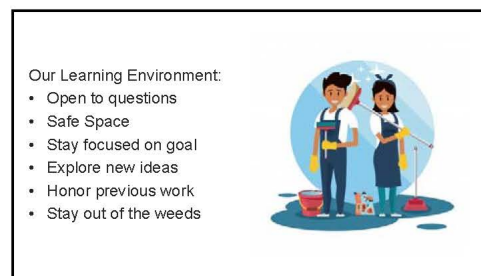 Our Learning Environment:
• Open to questions
• Safe Space
• Stay focused on goal
• Explore new ideas
• Honor previous work
• Stay out of the weeds